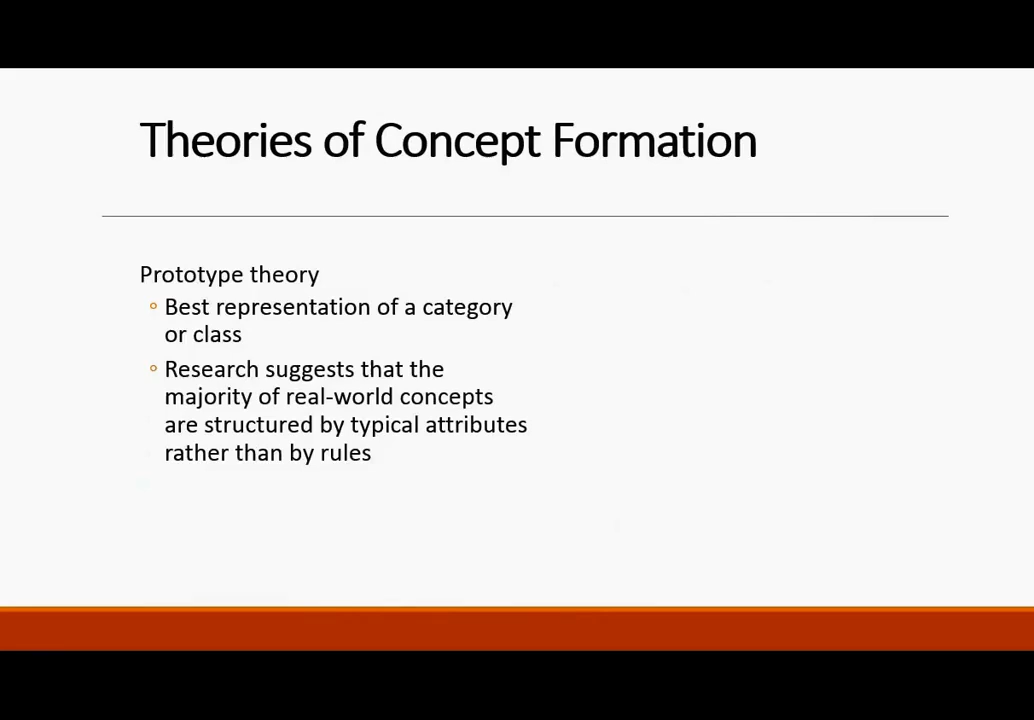 Theories of Concept Formation
Prototype theory
◦ Best representation of a category
or class
◦ Research suggests that the
majority of real-world concepts
are structured by typical attributes
rather than by rules